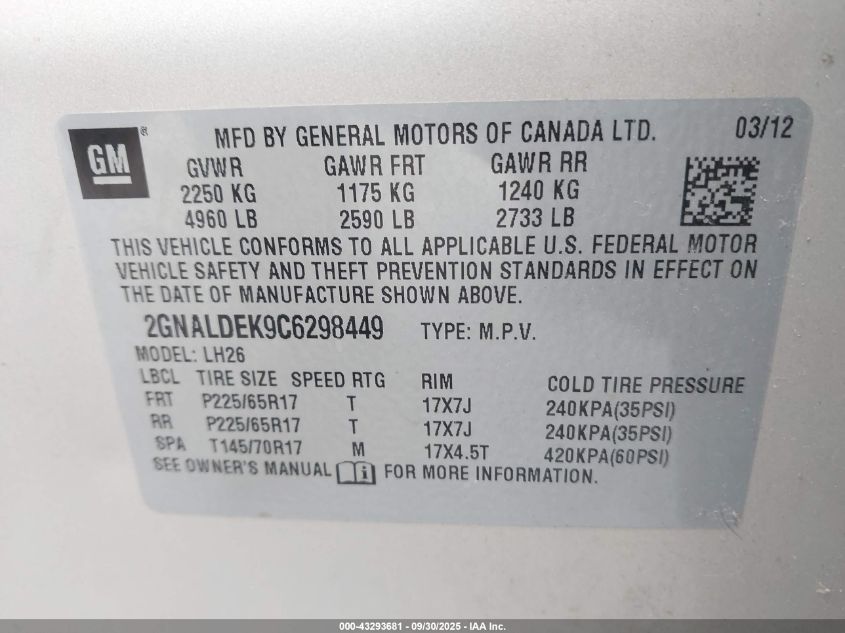 GM ®
MFD BY GENERAL MOTORS OF CANADA LTD. 03/12
GVWR GAWR FRT GAWR RR
2250 KG 1175 KG 1240 KG
4960 LB 2590 LB 2733 LB
THIS VEHICLE CONFORMS TO ALL APPLICABLE U.S. FEDERAL MOTOR
VEHICLE SAFETY AND THEFT PREVENTION STANDARDS IN EFFECT ON
THE DATE OF MANUFACTURE SHOWN ABOVE.
2GNALDEK9C6298449 TYPE: M.P.V.
MODEL: LH26
LBCL TIRE SIZE SPEED RTG RIM COLD TIRE PRESSURE
FRT P225/65R17 T 17X7J 240KPA(35PSI)
RR P225/65R17 T 17X7J 240KPA(35PSI)
SPA T145/70R17 M 17X4.5T 420KPA(60PSI)
SEE OWNER'S MANUAL i FOR MORE INFORMATION.
000-43293681 - 09/30/2025 - IAA Inc.